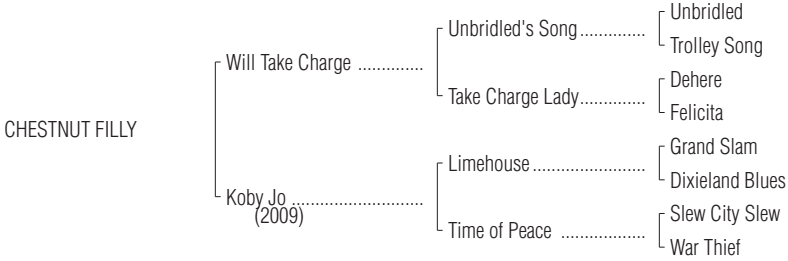 Unbridled
Unbridled's Song..............
Trolley Song
Will Take Charge ..............
Dehere
Take Charge Lady..............
Felicita
CHESTNUT FILLY
Grand Slam
Limehouse........................
Dixieland Blues
Koby Jo ............................
(2009)
Slew City Slew
Time of Peace ..................
War Thief